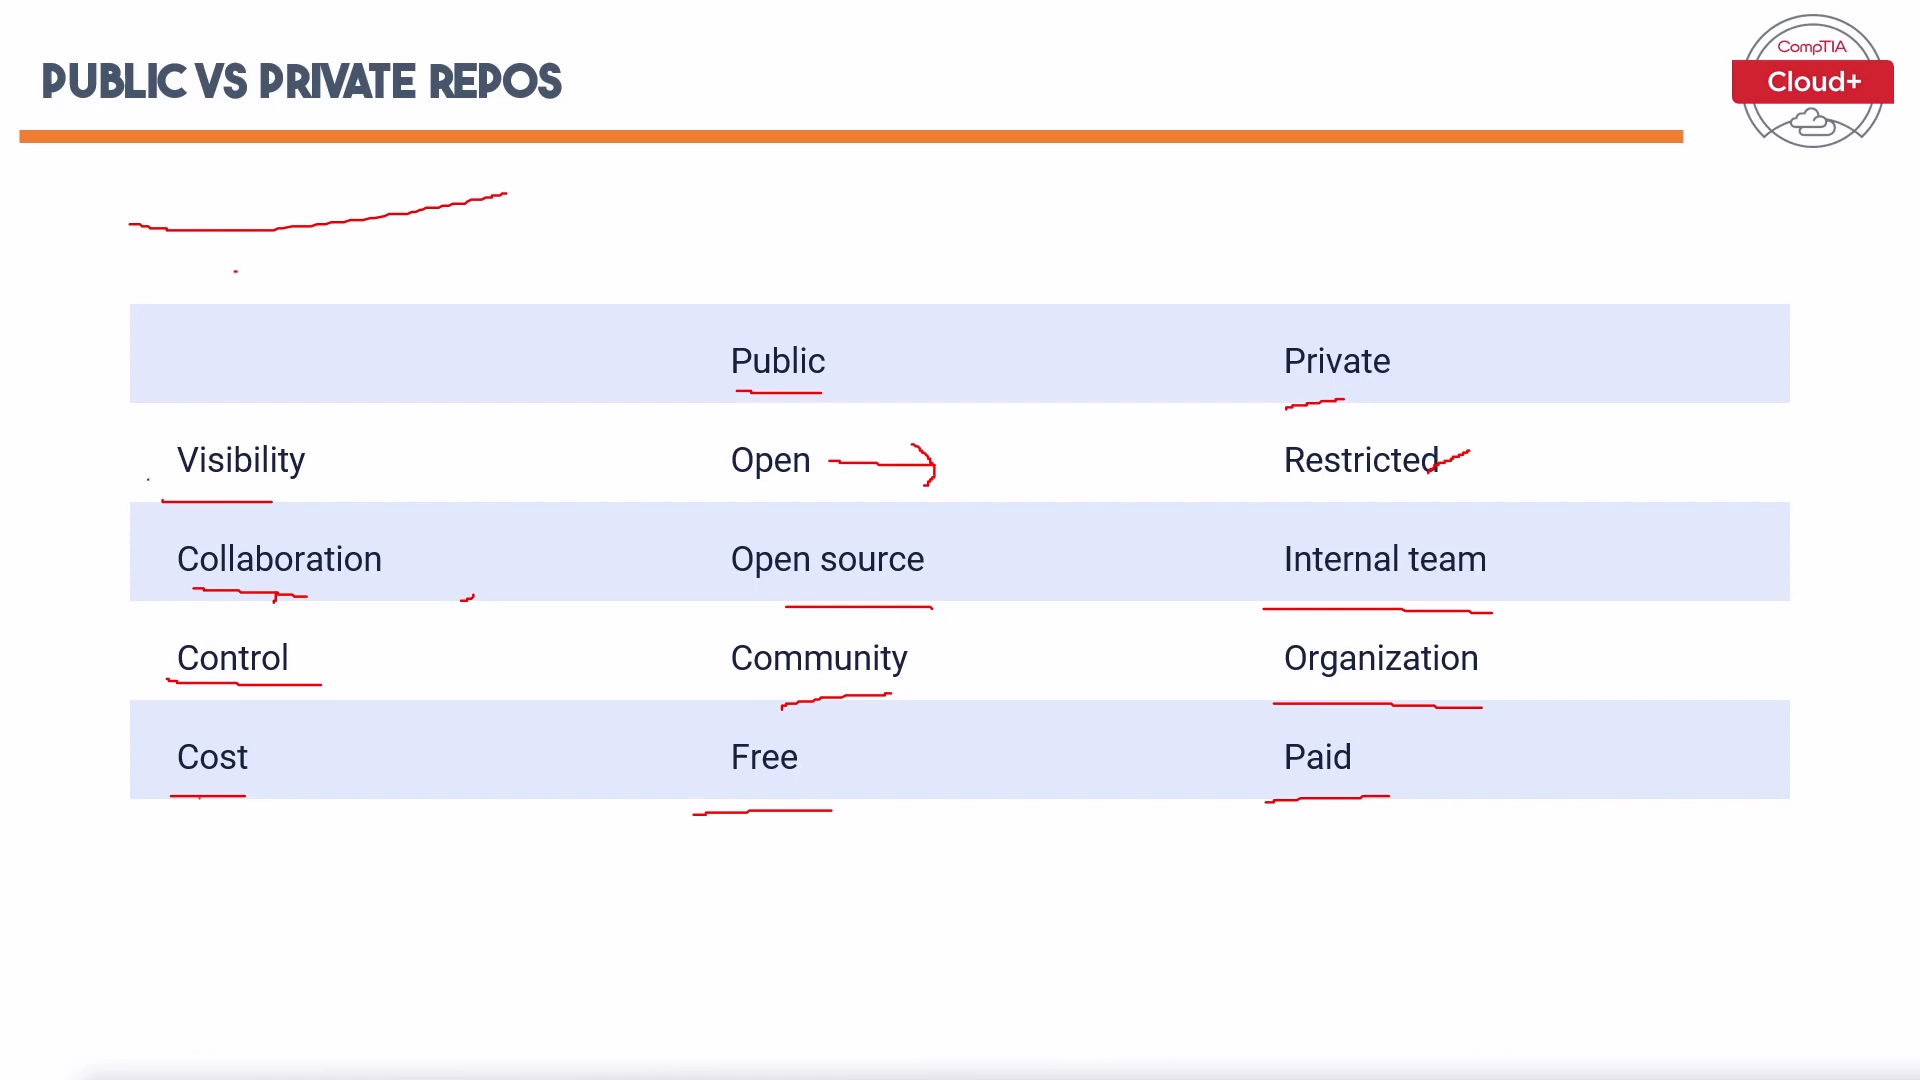 PUBLIC VS PRIVATE REPOS
CompTIA
Cloud+
Public Private
Visibility Open Restricted
Collaboration Open source Internal team
Control Community Organization
Cost Free Paid